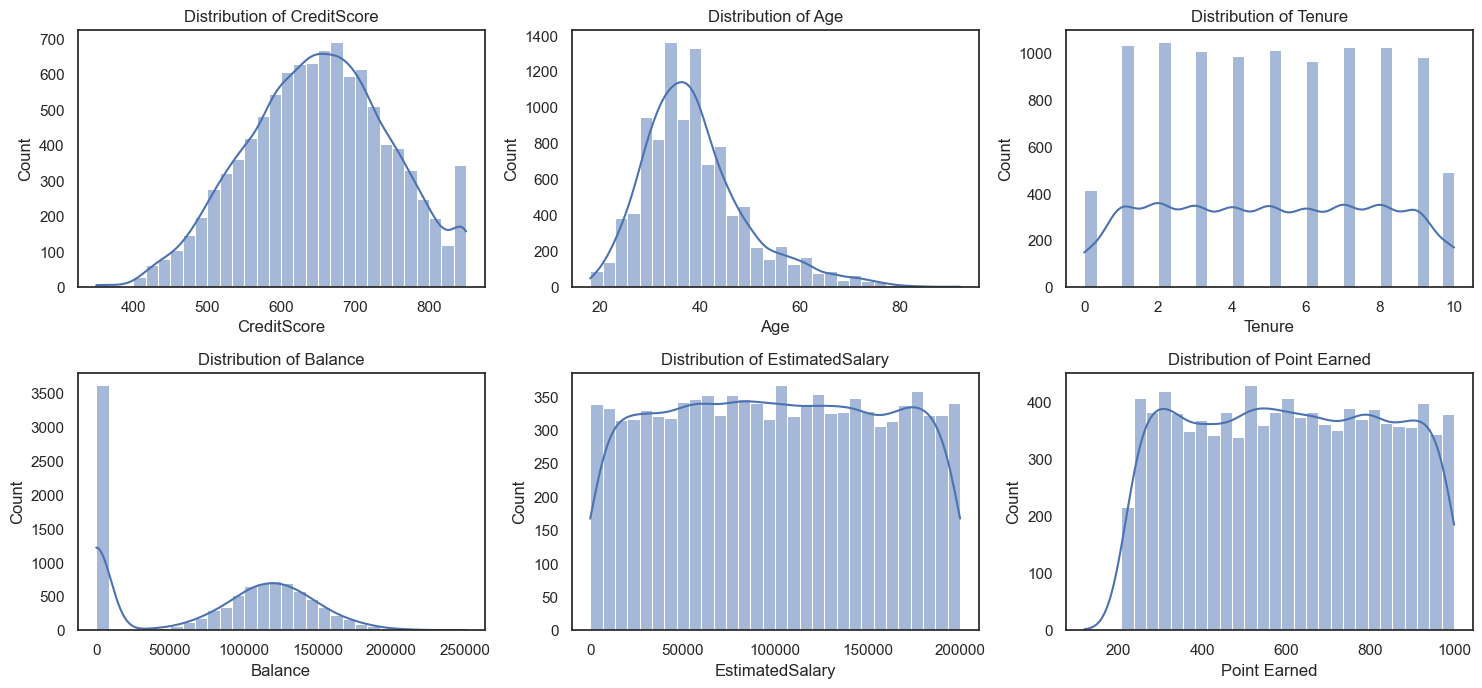 Distribution of CreditScore
Count
700
600
500
400
300
200
100
0
400 500 600 700 800
CreditScore
Distribution of Age
Count
1400
1200
1000
800
600
400
200
0
20 40 60 80
Age
Distribution of Tenure
Count
1000
800
600
400
200
0
0 2 4 6 8 10
Tenure
Distribution of Balance
Count
3500
3000
2500
2000
1500
1000
500
0
0 50000 100000 150000 200000 250000
Balance
Distribution of EstimatedSalary
Count
350
300
250
200
150
100
50
0
0 50000 100000 150000 200000
EstimatedSalary
Distribution of Point Earned
Count
400
300
200
100
0
200 400 600 800 1000
Point Earned